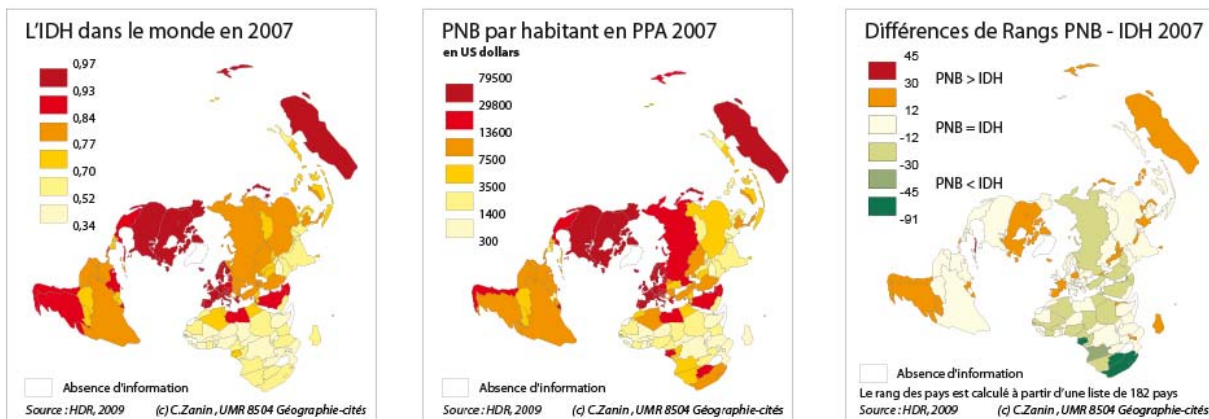 L'IDH dans le monde en 2007
0,97
0,93
0,84
0,77
0,70
0,52
0,34
Absence d'information
Source : HDR, 2009 (c) C.Zanin , UMR 8504 Géographie-cités
PNB par habitant en PPA 2007
en US dollars
79500
29800
13600
7500
3500
1400
300
Absence d'information
Source : HDR, 2009 (c) C.Zanin , UMR 8504 Géographie-cités
Différences de Rangs PNB - IDH 2007
45
30
PNB > IDH
12
-12
PNB = IDH
-30
-45
PNB < IDH
-91
Absence d'information
Le rang des pays est calculé à partir d'une liste de 182 pays
Source : HDR, 2009 (c) C.Zanin , UMR 8504 Géographie-cités